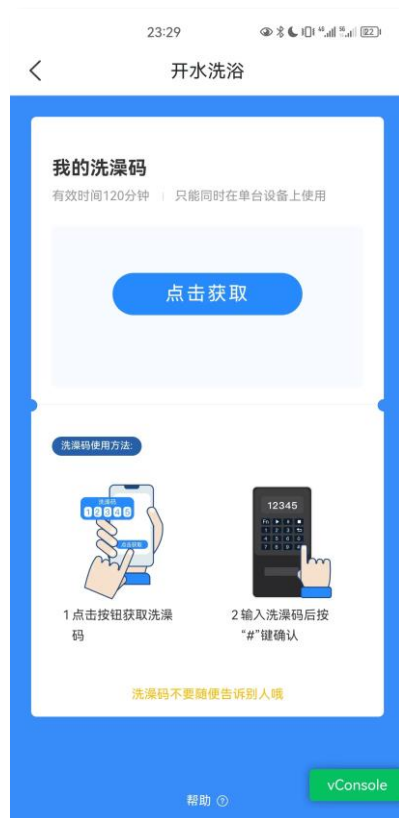 23:29
开水洗浴
我的洗澡码
有效时间120分钟 | 只能同时在单台设备上使用
点击获取
洗澡码使用方法:
洗澡码
12345
点击获取
12345
1点击按钮获取洗澡
码
2输入洗澡码后按
“#”键确认
洗澡码不要随便告诉别人哦
vConsole
帮助